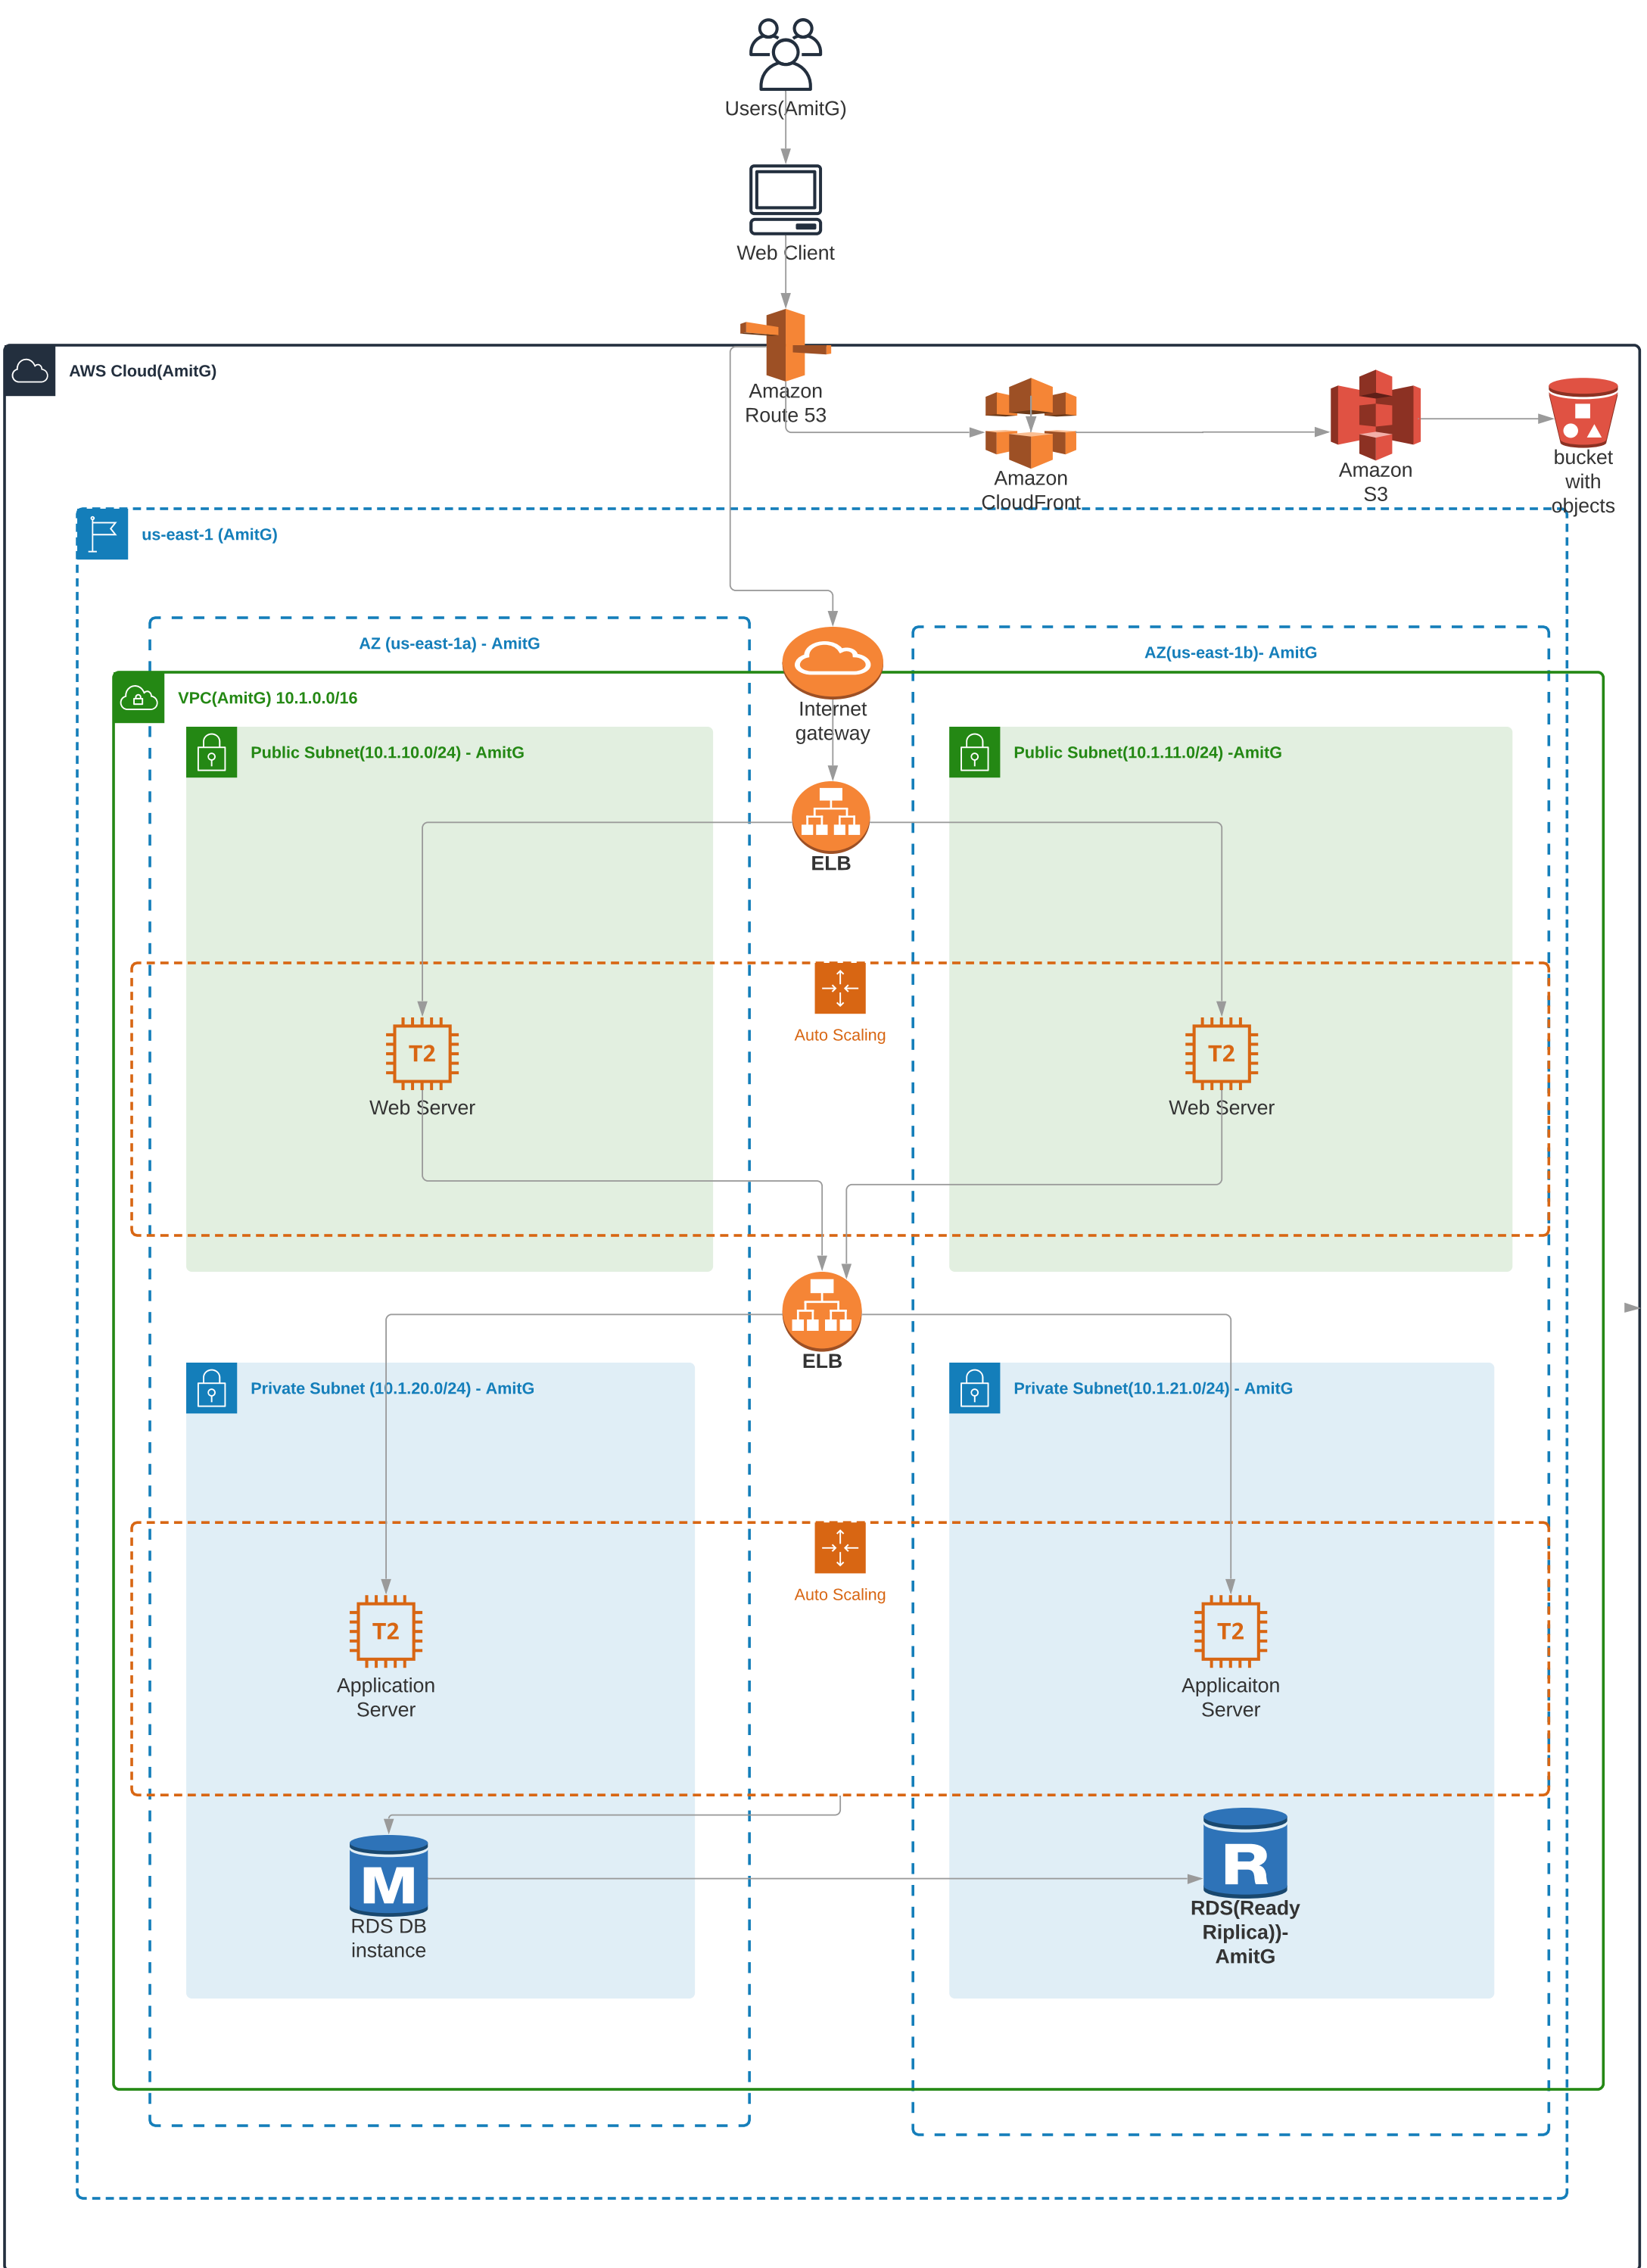 Users(AmitG)
Web Client
Amazon
Route 53
AWS Cloud(AmitG)
Amazon
CloudFront
Amazon
S3
bucket
with
objects
us-east-1 (AmitG)
AZ (us-east-1a) - AmitG
AZ(us-east-1b)- AmitG
VPC(AmitG) 10.1.0.0/16
Internet
gateway
Public Subnet(10.1.10.0/24) - AmitG
Public Subnet(10.1.11.0/24) -AmitG
ELB
Auto Scaling
T2
Web Server
T2
Web Server
ELB
Private Subnet (10.1.20.0/24) - AmitG
Private Subnet(10.1.21.0/24) - AmitG
Auto Scaling
T2
Application
Server
T2
Applicaiton
Server
M
RDS DB
instance
R
RDS(Ready
Riplica))-
AmitG